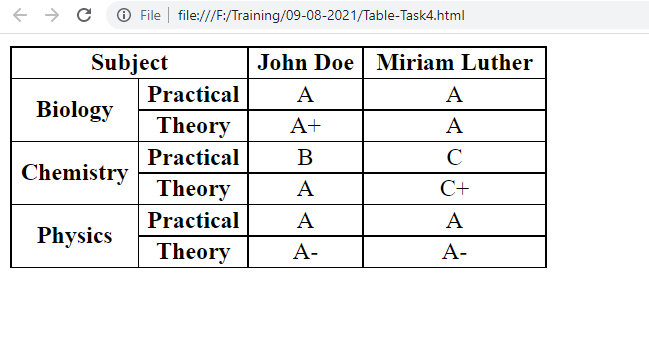 File file:///F:/Training/09-08-2021/Table-Task4.html
Subject John Doe Miriam Luther
Biology Practical A A
Theory A+ A
Chemistry Practical B C
Theory A C+
Physics Practical A A
Theory A- A-